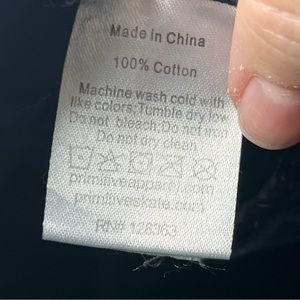 Made in China
100% Cotton
Machine wash cold with
like colors;Tumble dry low
Do not bleach;Do not iron
Do not dry clean
primitiveapparel.com
primitiveskate.com
RN# 128363